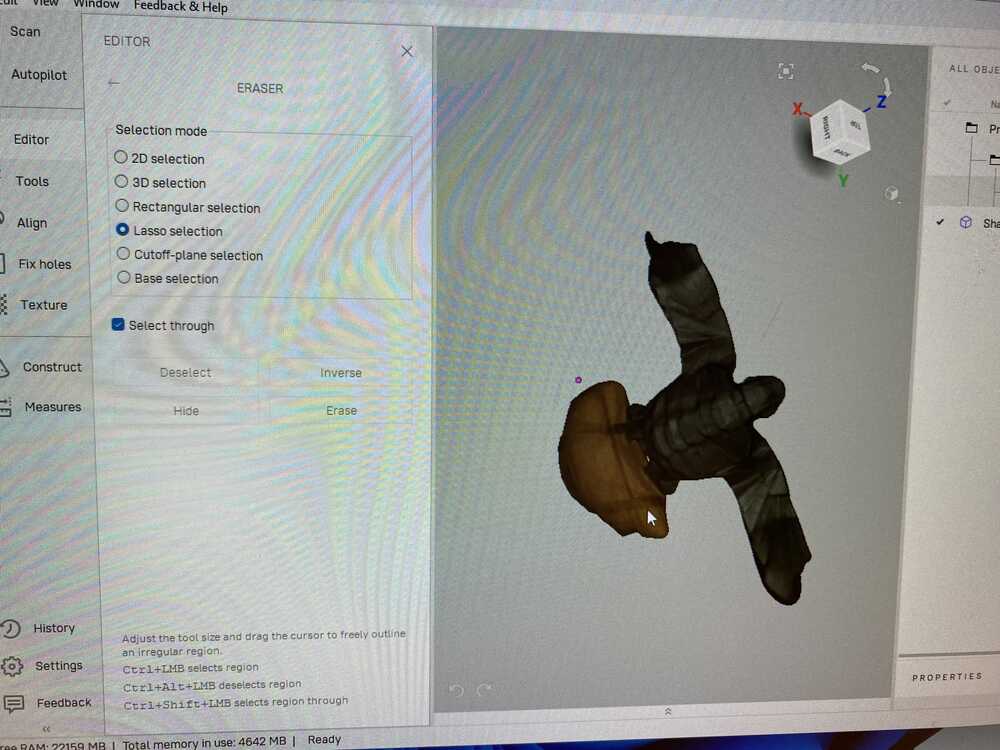 View Window Feedback & Help
Scan
Autopilot
Editor
Tools
Align
Fix holes
Texture
Construct
Measures
History
Settings
Feedback
EDITOR
ERASER
Selection mode
2D selection
3D selection
Rectangular selection
Lasso selection
Cutoff-plane selection
Base selection
Select through
Deselect Inverse
Hide Erase
Adjust the tool size and drag the cursor to freely outline
an irregular region.
Ctrl+LMB selects region
Ctrl+Alt+LMB deselects region
Ctrl+Shift+LMB selects region through
X
Z
Y
RIGHT
TOP
BACK
ALL OBJE
Na
Pr
Sha
PROPERTIES
ree RAM: 22159 MB | Total memory in use: 4642 MB | Ready